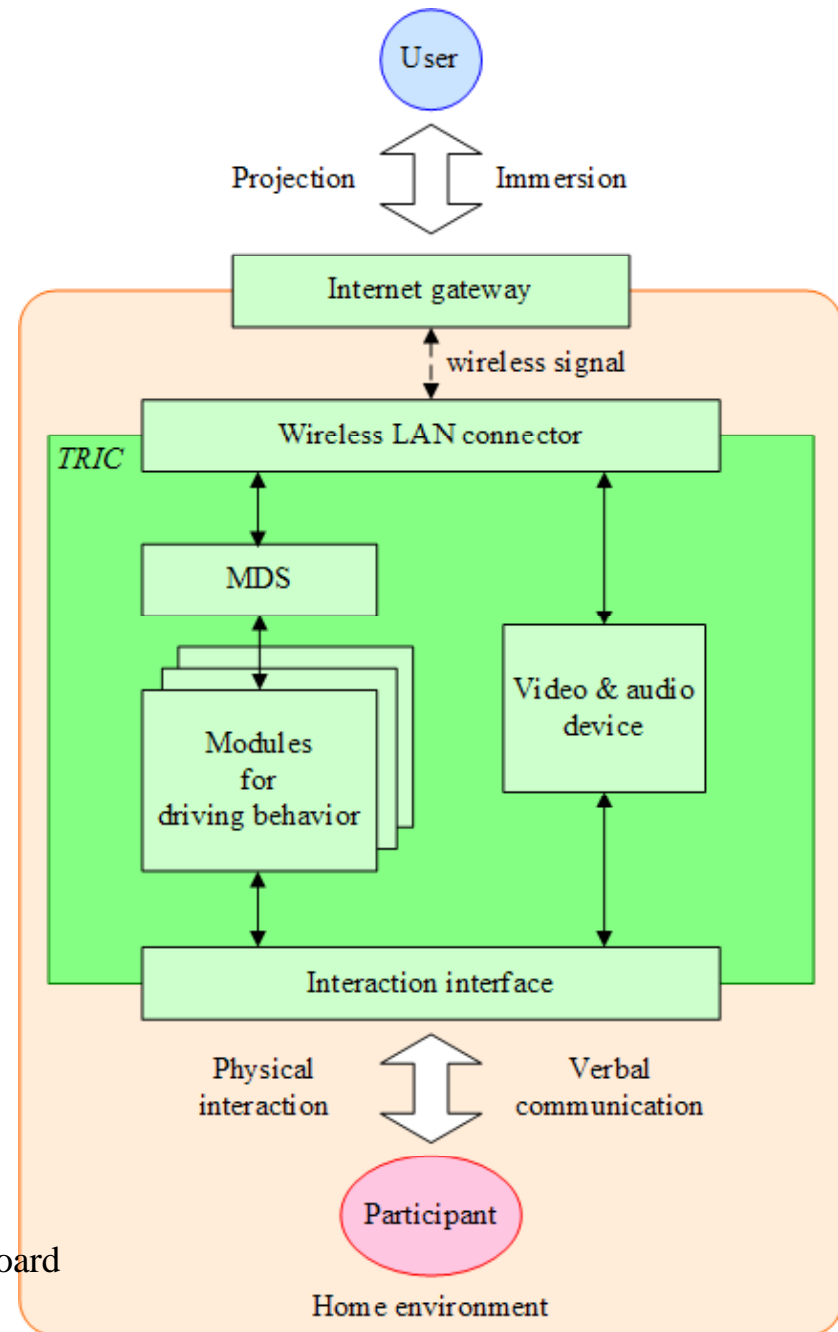 User
Projection
Immersion
Internet gateway
wireless signal
Wireless LAN connector
TRIC
MDS
Video & audio
device
Modules
for
driving behavior
Interaction interface
Physical
interaction
Verbal
communication
Participant
oard
Home environment